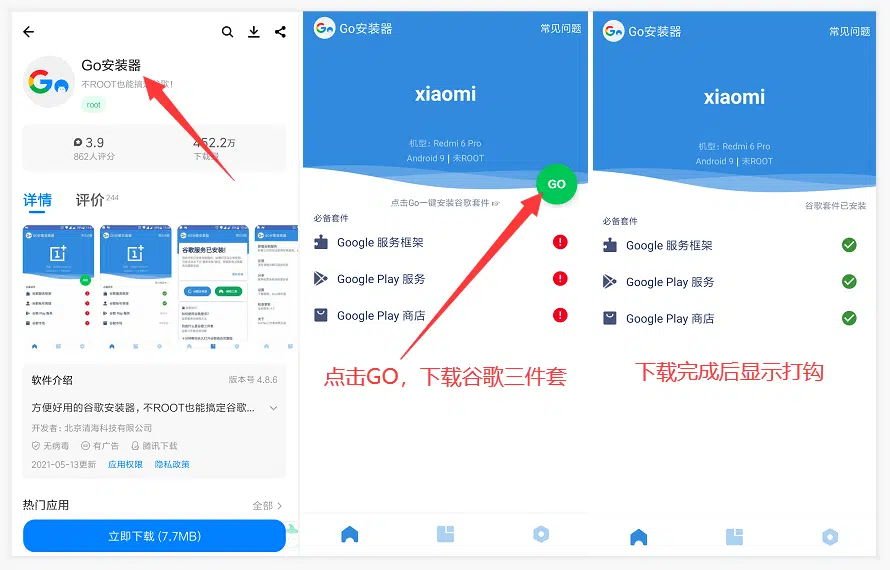 Go安装器
不ROOT也能搞定谷歌!
root
3.9
862人评分
452.2万
下载量
详情
评价 244
软件介绍
版本号 4.8.6
方便好用的谷歌安装器，不ROOT也能搞定谷歌...
开发者: 北京清海科技有限公司
无病毒
有广告
腾讯下载
2021-05-13更新
应用权限
隐私政策
热门应用
全部
立即下载 (7.7MB)
Go安装器
常见问题
xiaomi
机型: Redmi 6 Pro
Android 9 | 未ROOT
GO
点击Go一键安装谷歌套件
必备套件
Google 服务框架
Google Play 服务
Google Play 商店
点击GO，下载谷歌三件套
Go安装器
常见问题
xiaomi
机型: Redmi 6 Pro
Android 9 | 未ROOT
谷歌套件已安装
必备套件
Google 服务框架
Google Play 服务
Google Play 商店
下载完成后显示打钩